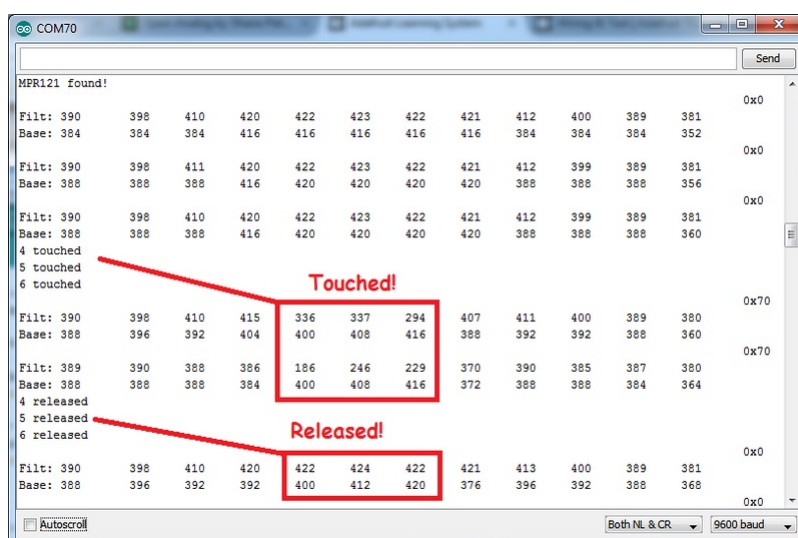 COM70
Send
MPR121 found!
0x0
Filt: 390 398 410 420 422 423 422 421 412 400 389 381
Base: 384 384 384 416 416 416 416 416 384 384 384 352
0x0
Filt: 390 398 411 420 422 423 422 421 412 399 389 381
Base: 388 388 388 416 420 420 420 420 388 388 388 356
0x0
Filt: 390 398 410 420 422 423 422 421 412 399 389 381
Base: 388 388 388 416 420 420 420 420 388 388 388 360
4 touched
5 touched
6 touched
Touched!
0x70
Filt: 390 398 410 415 336 337 294 407 411 400 389 380
Base: 388 396 392 404 400 408 416 388 392 392 388 360
0x70
Filt: 389 390 388 386 186 246 229 370 390 385 387 380
Base: 388 388 388 384 400 408 416 372 388 388 384 364
4 released
5 released
6 released
Released!
0x0
Filt: 390 398 410 420 422 424 422 421 413 400 389 381
Base: 388 396 392 392 400 412 420 376 396 392 388 368
0x0
Autoscroll
Both NL & CR
9600 baud